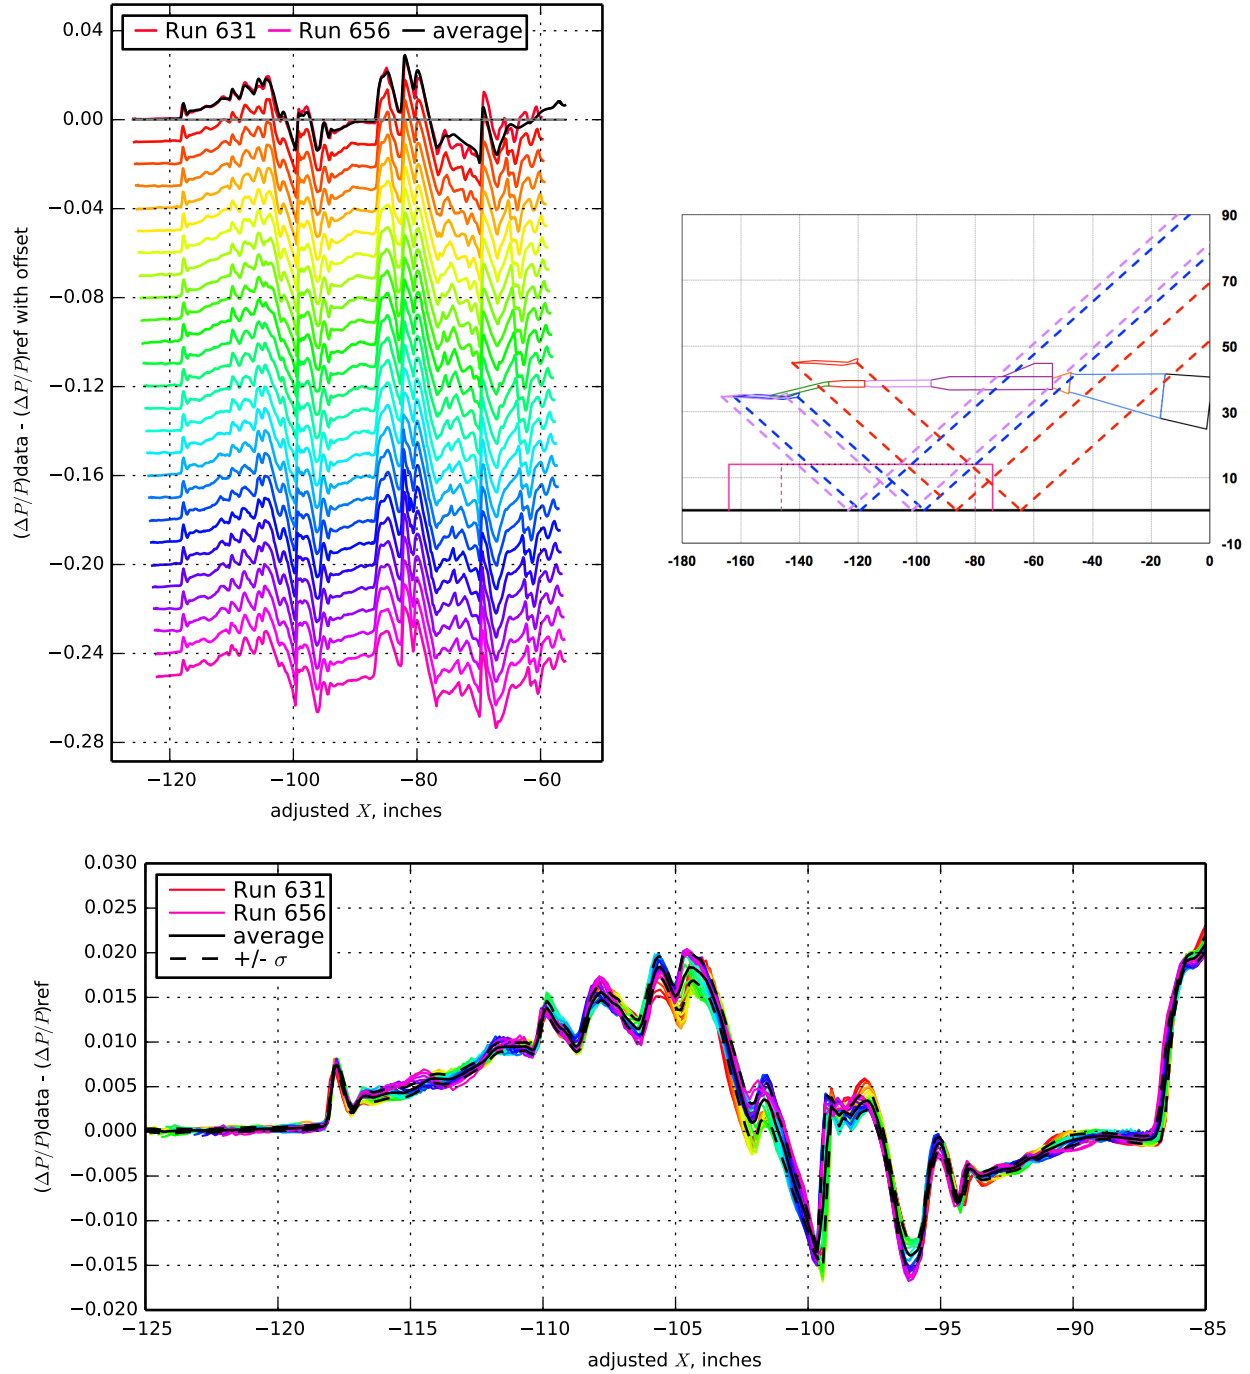 Run 631 Run 656 average
0.04
0.00
−0.04
−0.08
−0.12
−0.16
−0.20
−0.24
−0.28
(ΔP/P)data - (ΔP/P)ref with offset
−120 −100 −80 −60
adjusted X, inches
90
70
50
30
10
-10
-180 -160 -140 -120 -100 -80 -60 -40 -20 0
Run 631
Run 656
average
+/- σ
0.030
0.025
0.020
0.015
0.010
0.005
0.000
−0.005
−0.010
−0.015
−0.020
(ΔP/P)data - (ΔP/P)ref
−125 −120 −115 −110 −105 −100 −95 −90 −85
adjusted X, inches